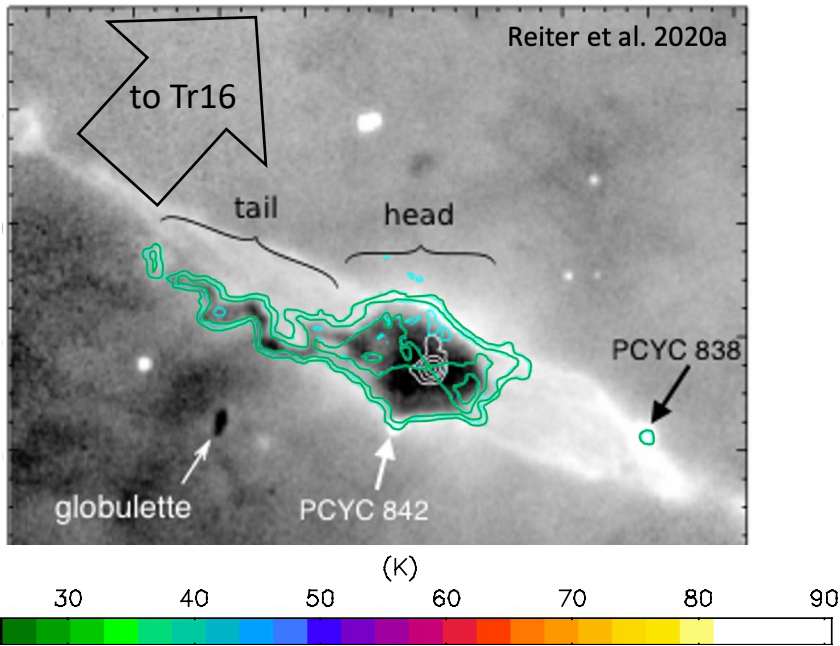 Reiter et al. 2020a
to Tr16
tail
head
PCYC 838
globulette
PCYC 842
(K)
30 40 50 60 70 80 90